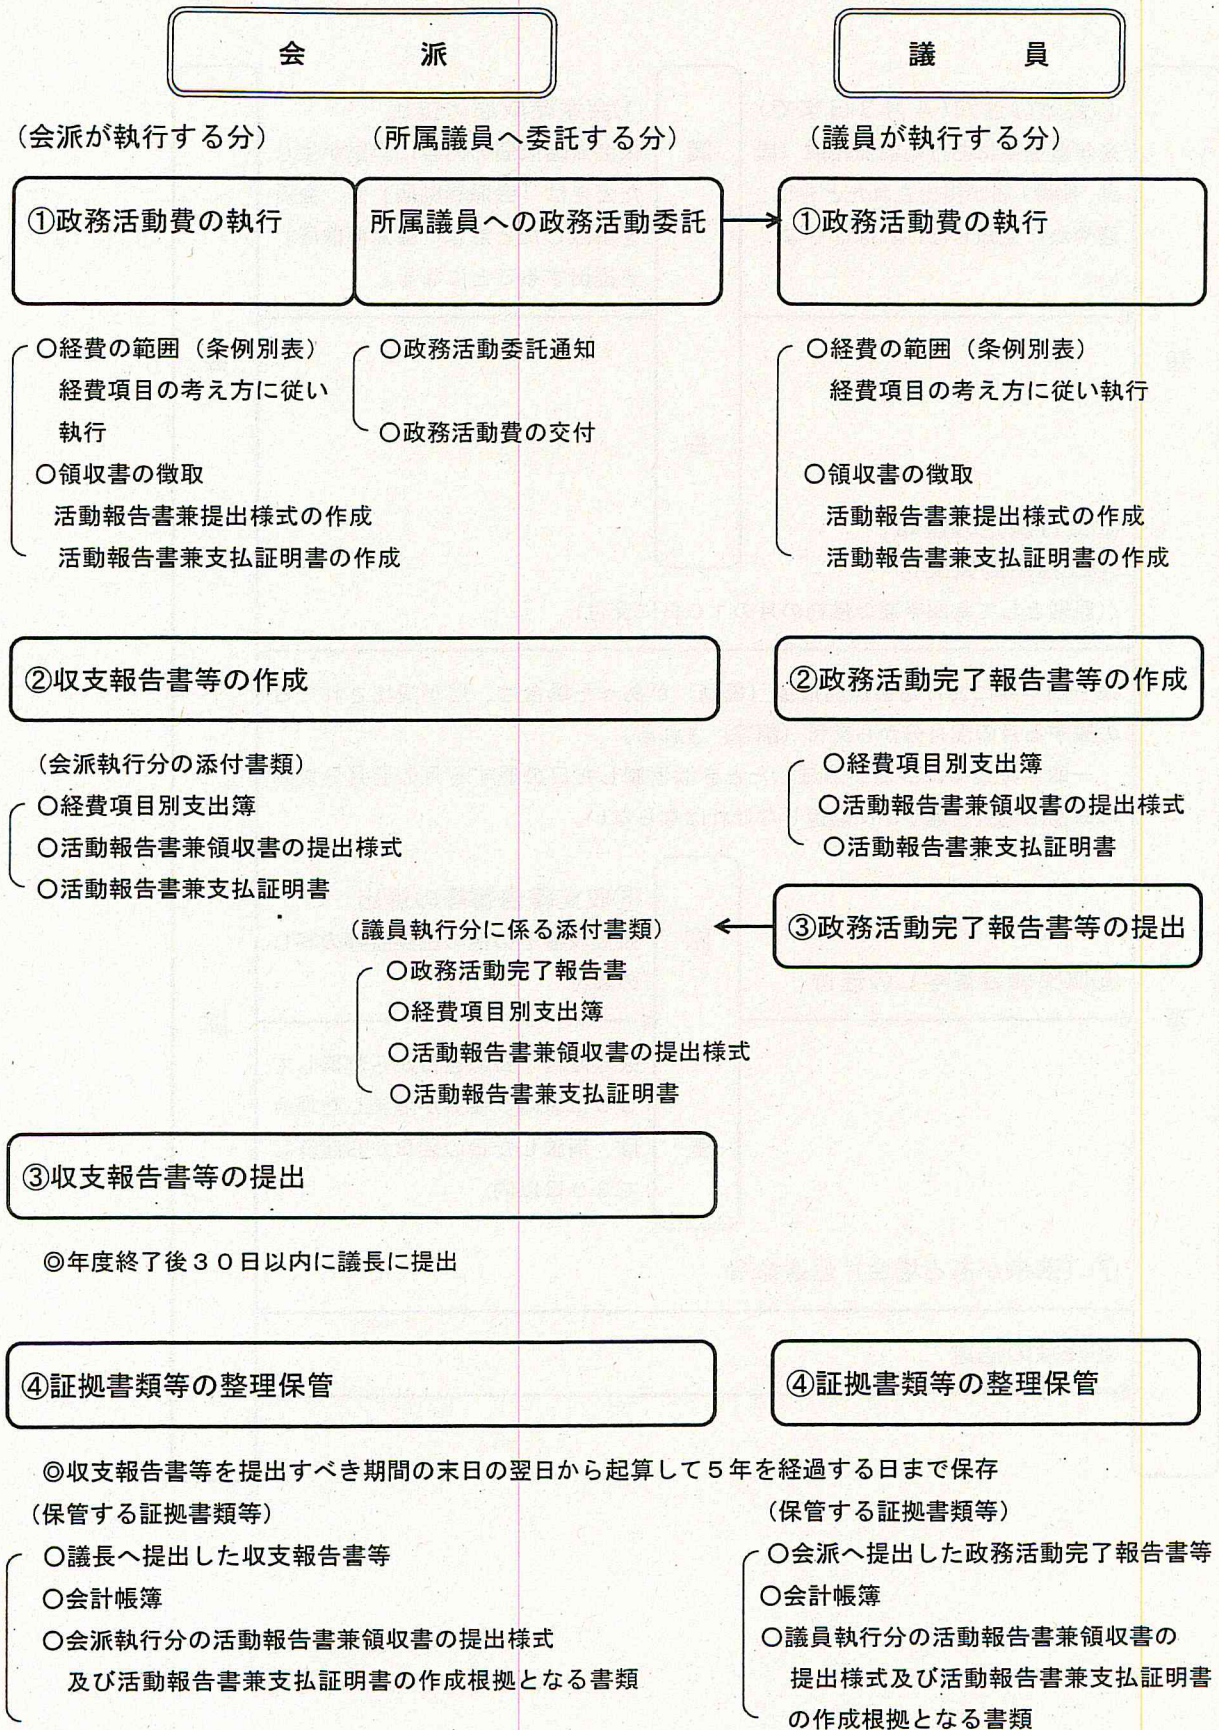 会派
議員
（会派が執行する分）
（所属議員へ委託する分）
（議員が執行する分）
①政務活動費の執行
所属議員への政務活動委託
①政務活動費の執行
○経費の範囲（条例別表）
経費項目の考え方に従い
執行
○領収書の徴取
活動報告書兼提出様式の作成
活動報告書兼支払証明書の作成
○政務活動委託通知
○政務活動費の交付
○経費の範囲（条例別表）
経費項目の考え方に従い執行
○領収書の徴取
活動報告書兼提出様式の作成
活動報告書兼支払証明書の作成
②収支報告書等の作成
②政務活動完了報告書等の作成
（会派執行分の添付書類）
○経費項目別支出簿
○活動報告書兼領収書の提出様式
○活動報告書兼支払証明書
○経費項目別支出簿
○活動報告書兼領収書の提出様式
○活動報告書兼支払証明書
③政務活動完了報告書等の提出
（議員執行分に係る添付書類）
○政務活動完了報告書
○経費項目別支出簿
○活動報告書兼領収書の提出様式
○活動報告書兼支払証明書
③収支報告書等の提出
◎年度終了後３０日以内に議長に提出
④証拠書類等の整理保管
④証拠書類等の整理保管
◎収支報告書等を提出すべき期間の末日の翌日から起算して５年を経過する日まで保存
（保管する証拠書類等）
○議長へ提出した収支報告書等
○会計帳簿
○会派執行分の活動報告書兼領収書の提出様式
及び活動報告書兼支払証明書の作成根拠となる書類
（保管する証拠書類等）
○会派へ提出した政務活動完了報告書等
○会計帳簿
○議員執行分の活動報告書兼領収書の
提出様式及び活動報告書兼支払証明書
の作成根拠となる書類